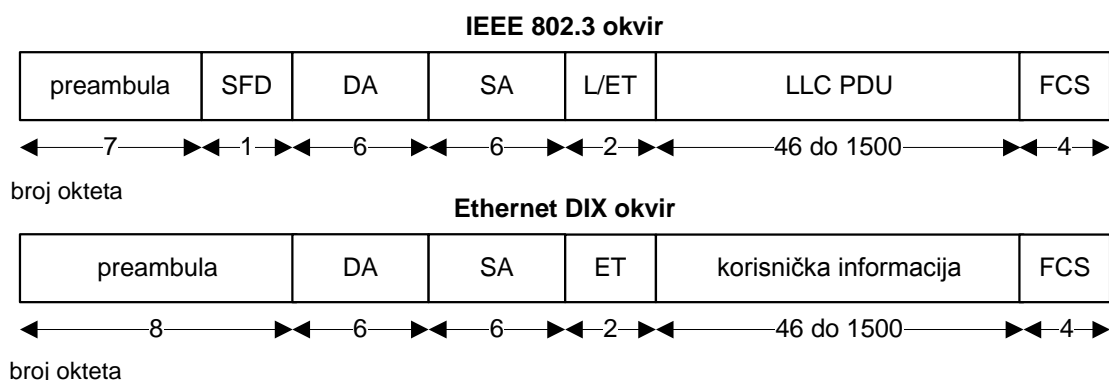 IEEE 802.3 okvir
preambula SFD DA SA L/ET LLC PDU FCS
7 1 6 6 2 46 do 1500 4
broj okteta
Ethernet DIX okvir
preambula DA SA ET korisnička informacija FCS
8 6 6 2 46 do 1500 4
broj okteta